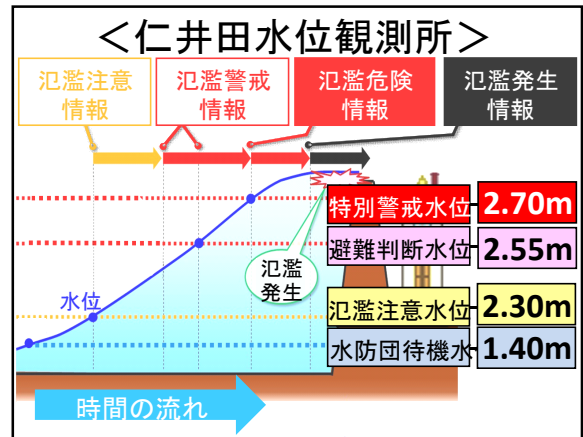 ＜仁井田水位観測所＞
氾濫注意
情報
氾濫警戒
情報
氾濫危険
情報
氾濫発生
情報
特別警戒水位
2.70m
避難判断水位
2.55m
氾濫
発生
水位
氾濫注意水位
2.30m
水防団待機水
1.40m
時間の流れ